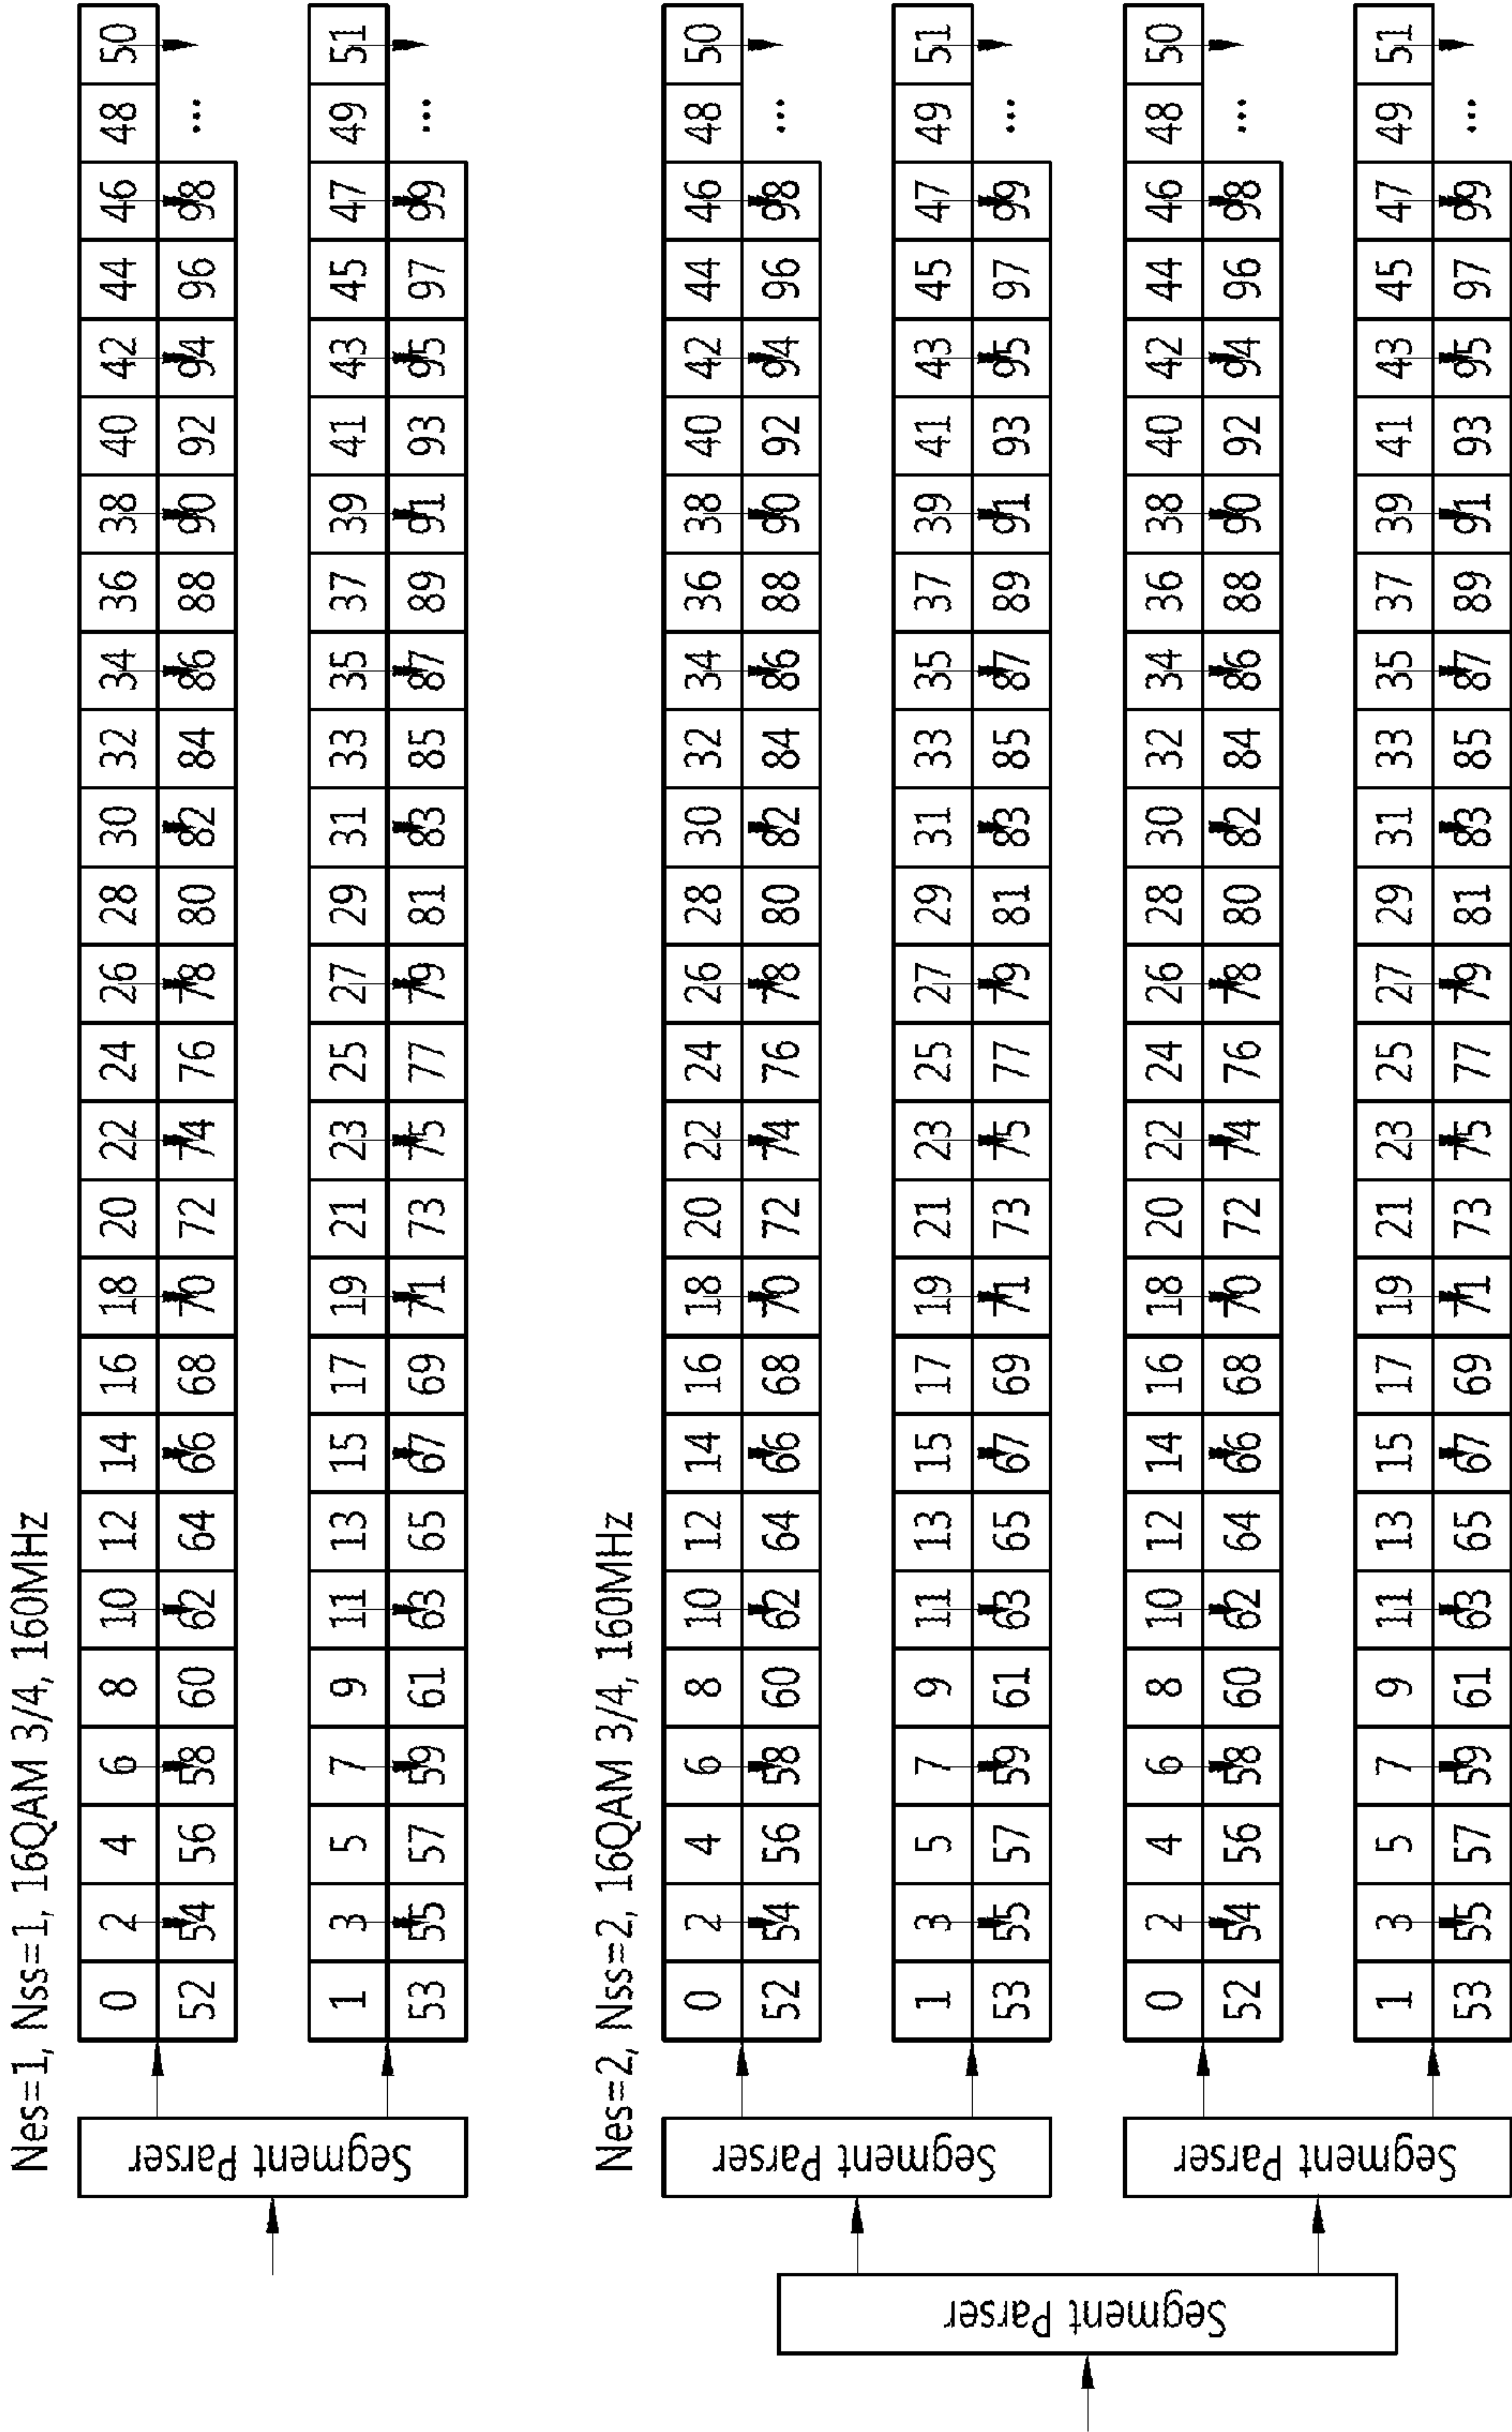 Nes=1, Nss=1, 16QAM 3/4, 160MHz
Segment Parser
0 2 4 6 8 10 12 14 16 18 20 22 24 26 28 30 32 34 36 38 40 42 44 46 48 50
52 54 56 58 60 62 64 66 68 70 72 74 76 78 80 82 84 86 88 90 92 94 96 98 ...
1 3 5 7 9 11 13 15 17 19 21 23 25 27 29 31 33 35 37 39 41 43 45 47 49 51
53 55 57 59 61 63 65 67 69 71 73 75 77 79 81 83 85 87 89 91 93 95 97 99 ...
Nes=2, Nss=2, 16QAM 3/4, 160MHz
Segment Parser
Segment Parser
0 2 4 6 8 10 12 14 16 18 20 22 24 26 28 30 32 34 36 38 40 42 44 46 48 50
52 54 56 58 60 62 64 66 68 70 72 74 76 78 80 82 84 86 88 90 92 94 96 98 ...
1 3 5 7 9 11 13 15 17 19 21 23 25 27 29 31 33 35 37 39 41 43 45 47 49 51
53 55 57 59 61 63 65 67 69 71 73 75 77 79 81 83 85 87 89 91 93 95 97 99 ...
Segment Parser
0 2 4 6 8 10 12 14 16 18 20 22 24 26 28 30 32 34 36 38 40 42 44 46 48 50
52 54 56 58 60 62 64 66 68 70 72 74 76 78 80 82 84 86 88 90 92 94 96 98 ...
1 3 5 7 9 11 13 15 17 19 21 23 25 27 29 31 33 35 37 39 41 43 45 47 49 51
53 55 57 59 61 63 65 67 69 71 73 75 77 79 81 83 85 87 89 91 93 95 97 99 ...